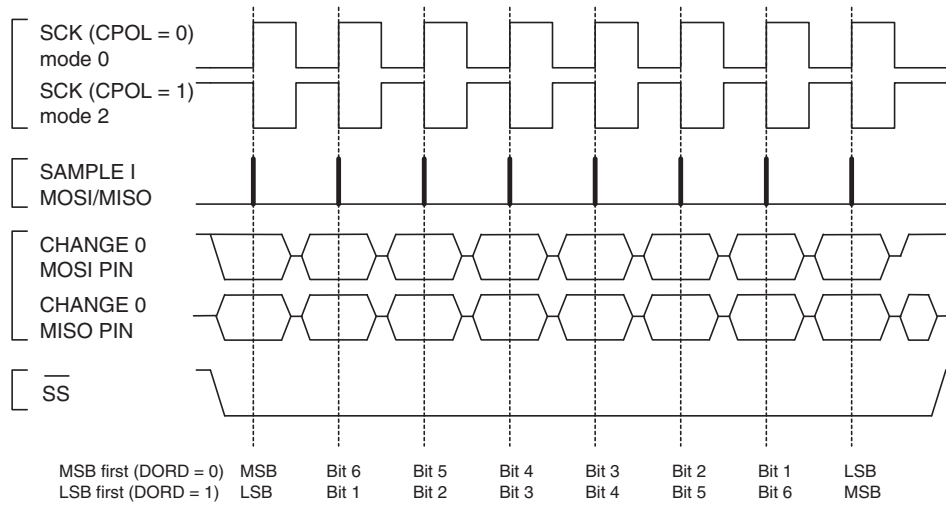 SCK (CPOL = 0)
mode 0
SCK (CPOL = 1)
mode 2
SAMPLE I
MOSI/MISO
CHANGE 0
MOSI PIN
CHANGE 0
MISO PIN
SS
MSB first (DORD = 0) MSB Bit 6 Bit 5 Bit 4 Bit 3 Bit 2 Bit 1 LSB
LSB first (DORD = 1) LSB Bit 1 Bit 2 Bit 3 Bit 4 Bit 5 Bit 6 MSB